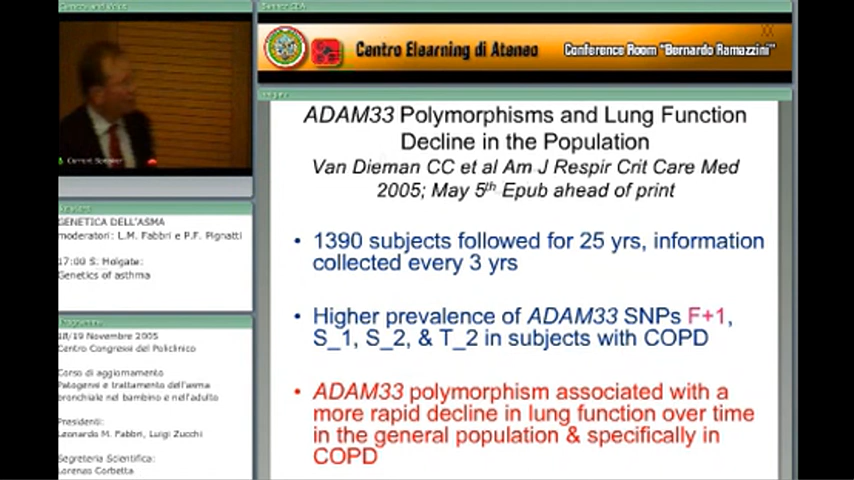 Centro Elearning di Ateneo
Conference Room "Bernardo Ramazzini"
Current Speaker
GENETICA DELL'ASMA
moderatori: L.M. Fabbri e P.F. Pignatti
17:00 S. Holgate:
Genetics of asthma
18/19 Novembre 2005
Centro Congressi del Policlinico
Corso di aggiornamento
Patogenesi e trattamento dell'asma
bronchiale nel bambino e nell'adulto
Presidenti:
Leonardo M. Fabbri, Luigi Zucchi
Segreteria Scientifica:
Lorenzo Corbetta
ADAM33 Polymorphisms and Lung Function
Decline in the Population
Van Dieman CC et al Am J Respir Crit Care Med
2005; May 5th Epub ahead of print
• 1390 subjects followed for 25 yrs, information
collected every 3 yrs
• Higher prevalence of ADAM33 SNPs F+1,
S_1, S_2, & T_2 in subjects with COPD
• ADAM33 polymorphism associated with a
more rapid decline in lung function over time
in the general population & specifically in
COPD